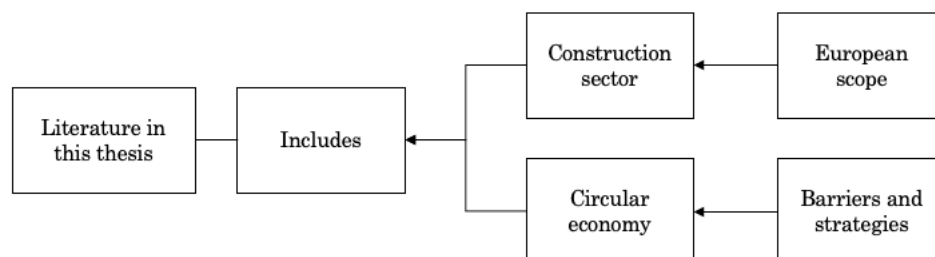 Construction
sector
European
scope
Literature in
this thesis
Includes
Circular
economy
Barriers and
strategies